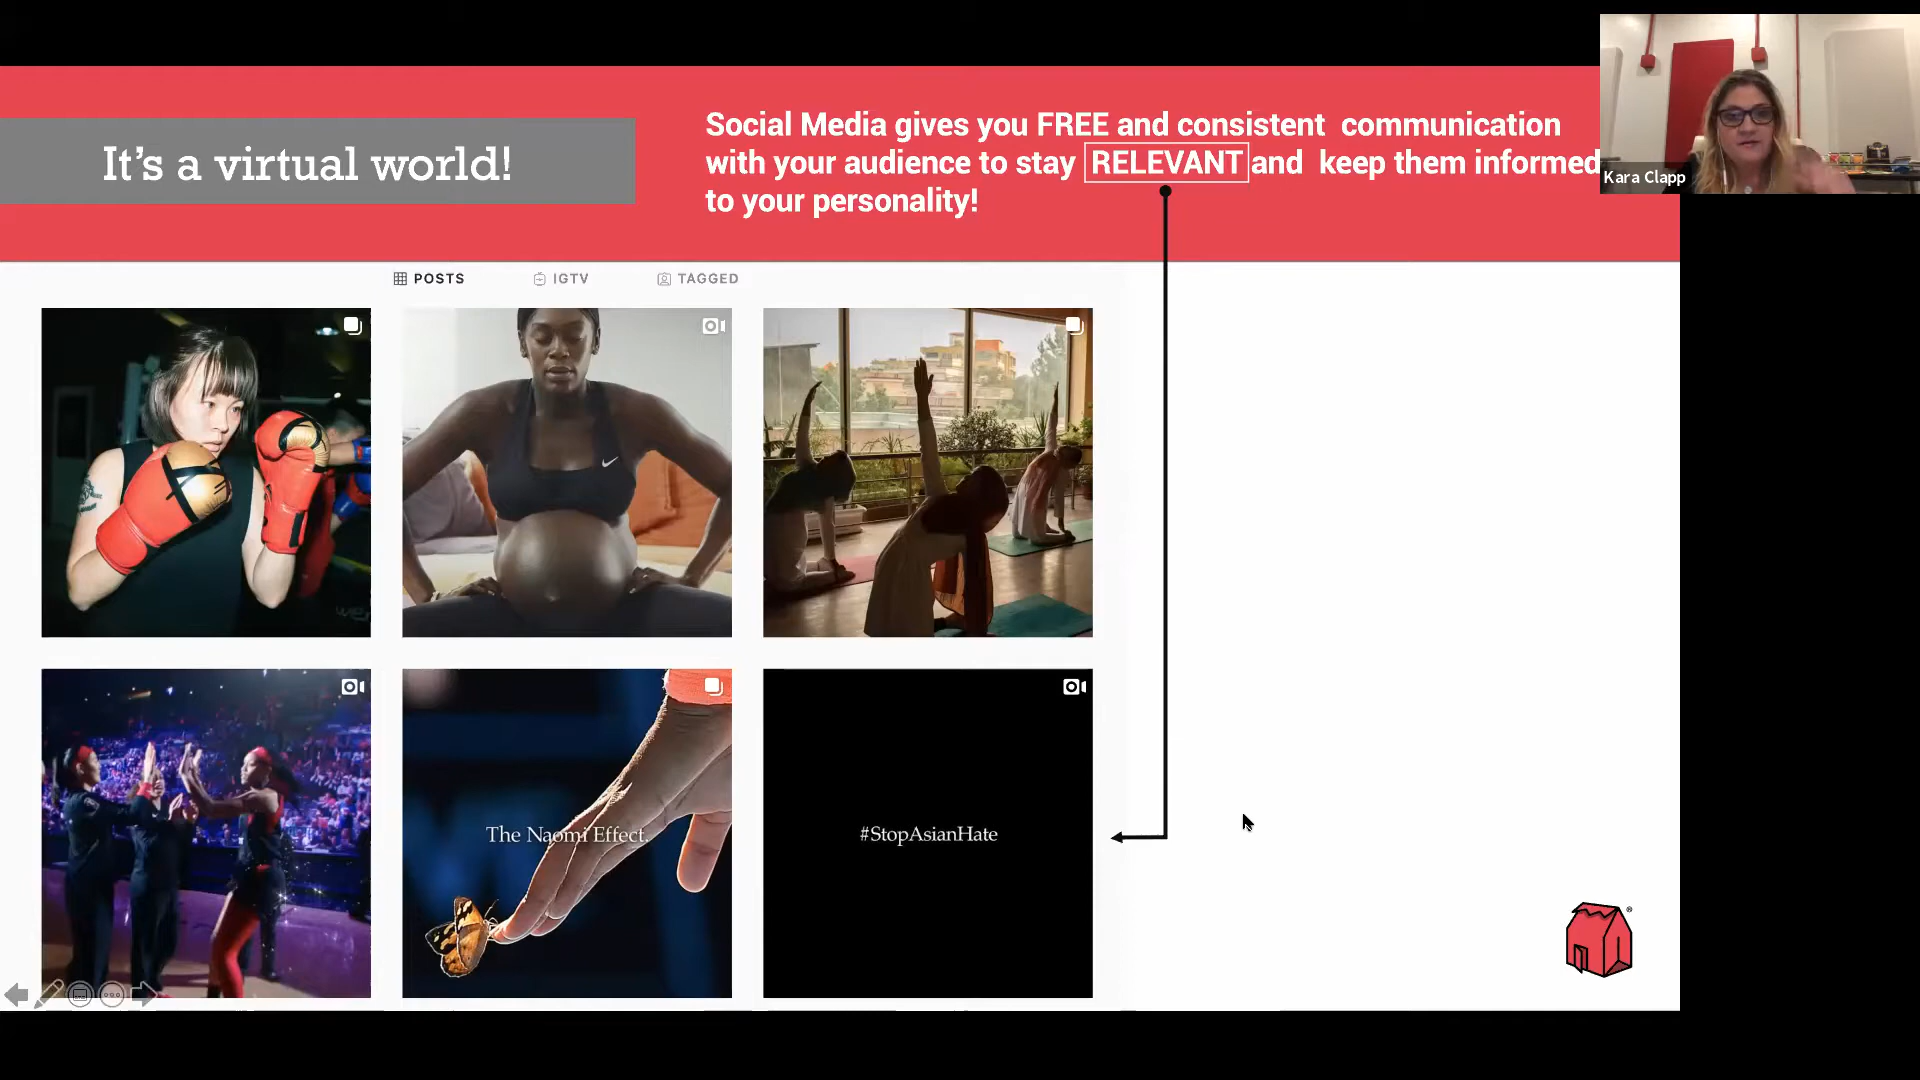 It's a virtual world!
Social Media gives you FREE and consistent communication
with your audience to stay RELEVANT and keep them informed
to your personality!
Kara Clapp
POSTS
IGTV
TAGGED
The Naomi Effect.
#StopAsianHate
®